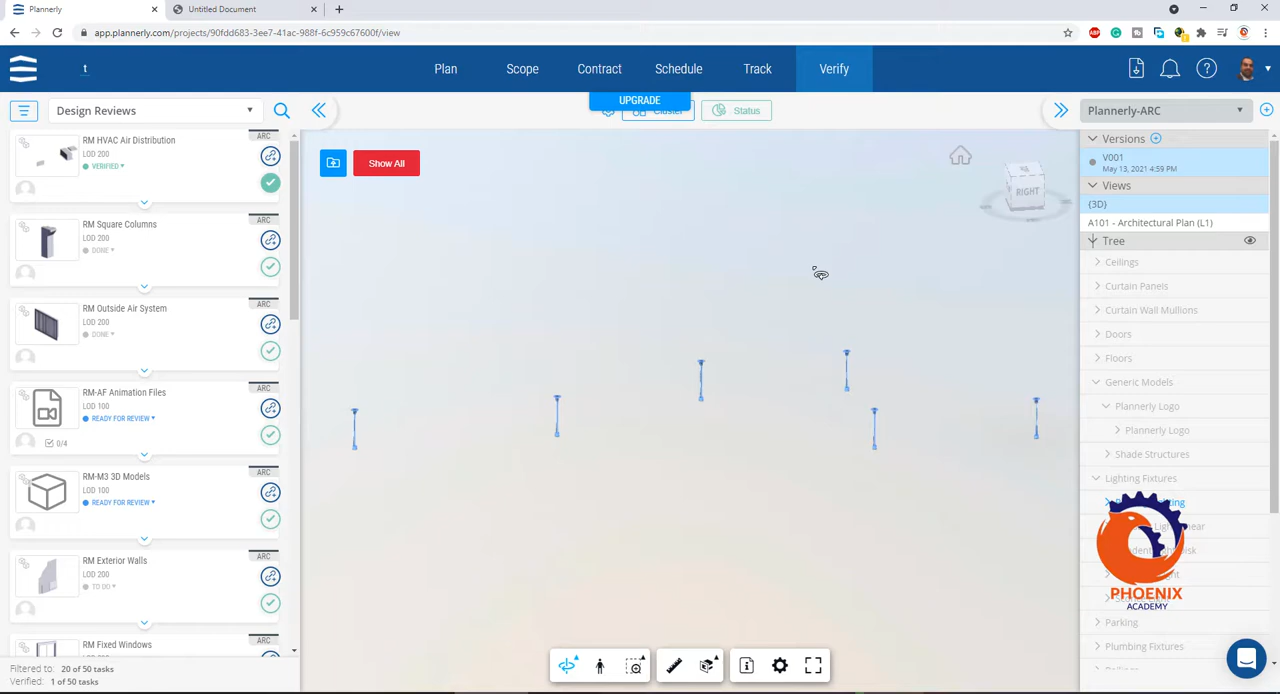 Plannerly
Untitled Document
app.plannerly.com/projects/90fdd683-3ee7-41ac-988f-6c959c67600f/view
t
Plan
Scope
Contract
Schedule
Track
Verify
UPGRADE
Design Reviews
Cluster
Status
Plannerly-ARC
Show All
RIGHT
RM HVAC Air Distribution
LOD 200
VERIFIED
ARC
RM Square Columns
LOD 200
DONE
ARC
RM Outside Air System
LOD 200
DONE
ARC
RM-AF Animation Files
LOD 100
READY FOR REVIEW
0/4
ARC
RM-M3 3D Models
LOD 100
READY FOR REVIEW
ARC
RM Exterior Walls
LOD 200
TO DO
ARC
RM Fixed Windows
ARC
Filtered to: 20 of 50 tasks
Verified: 1 of 50 tasks
Versions
V001
May 13, 2021 4:59 PM
Views
{3D}
A101 - Architectural Plan (L1)
Tree
Ceilings
Curtain Panels
Curtain Wall Mullions
Doors
Floors
Generic Models
Plannerly Logo
Plannerly Logo
Shade Structures
Lighting Fixtures
Parking
Plumbing Fixtures
Railings
PHOENIX
ACADEMY